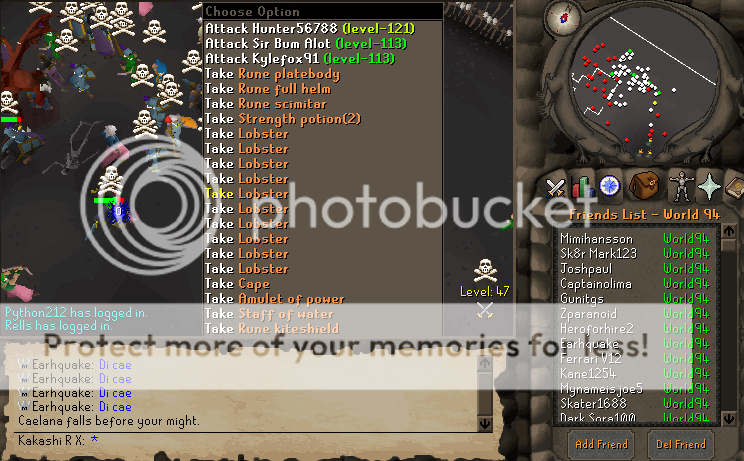 Choose Option
Attack Hunter56788 (level-121)
Attack Sir Bum Alot (level-113)
Attack Kylefox91 (level-113)
Take Rune platebody
Take Rune full helm
Take Rune scimitar
Take Strength potion(2)
Take Lobster
Take Lobster
Take Lobster
Take Lobster
Take Lobster
Take Lobster
Take Lobster
Take Lobster
Take Lobster
Take Lobster
Take Cape
Take Amulet of power
Take Staff of water
Take Rune kiteshield
Level: 47
Python212 has logged in.
Rells has logged in.
Earhquake: Di cae
Earhquake: Di cae
Earhquake: Di cae
Earhquake: Di cae
Caelana falls before your might.
Kakashi R X: *
Friends List - World 94
Mimihansson World94
Sk8r Mark123 World94
Joshpaul World94
Captainolima World94
Gunitgs World94
Zparanoid World94
Heroforhire2 World94
Earhquake World94
Ferrari V12 World94
Kane1254 World94
Mynameisjoe5 World94
Skater1688 World94
Dark Sora100 World94
Add Friend Del Friend
photobucket
Protect more of your memories for less!